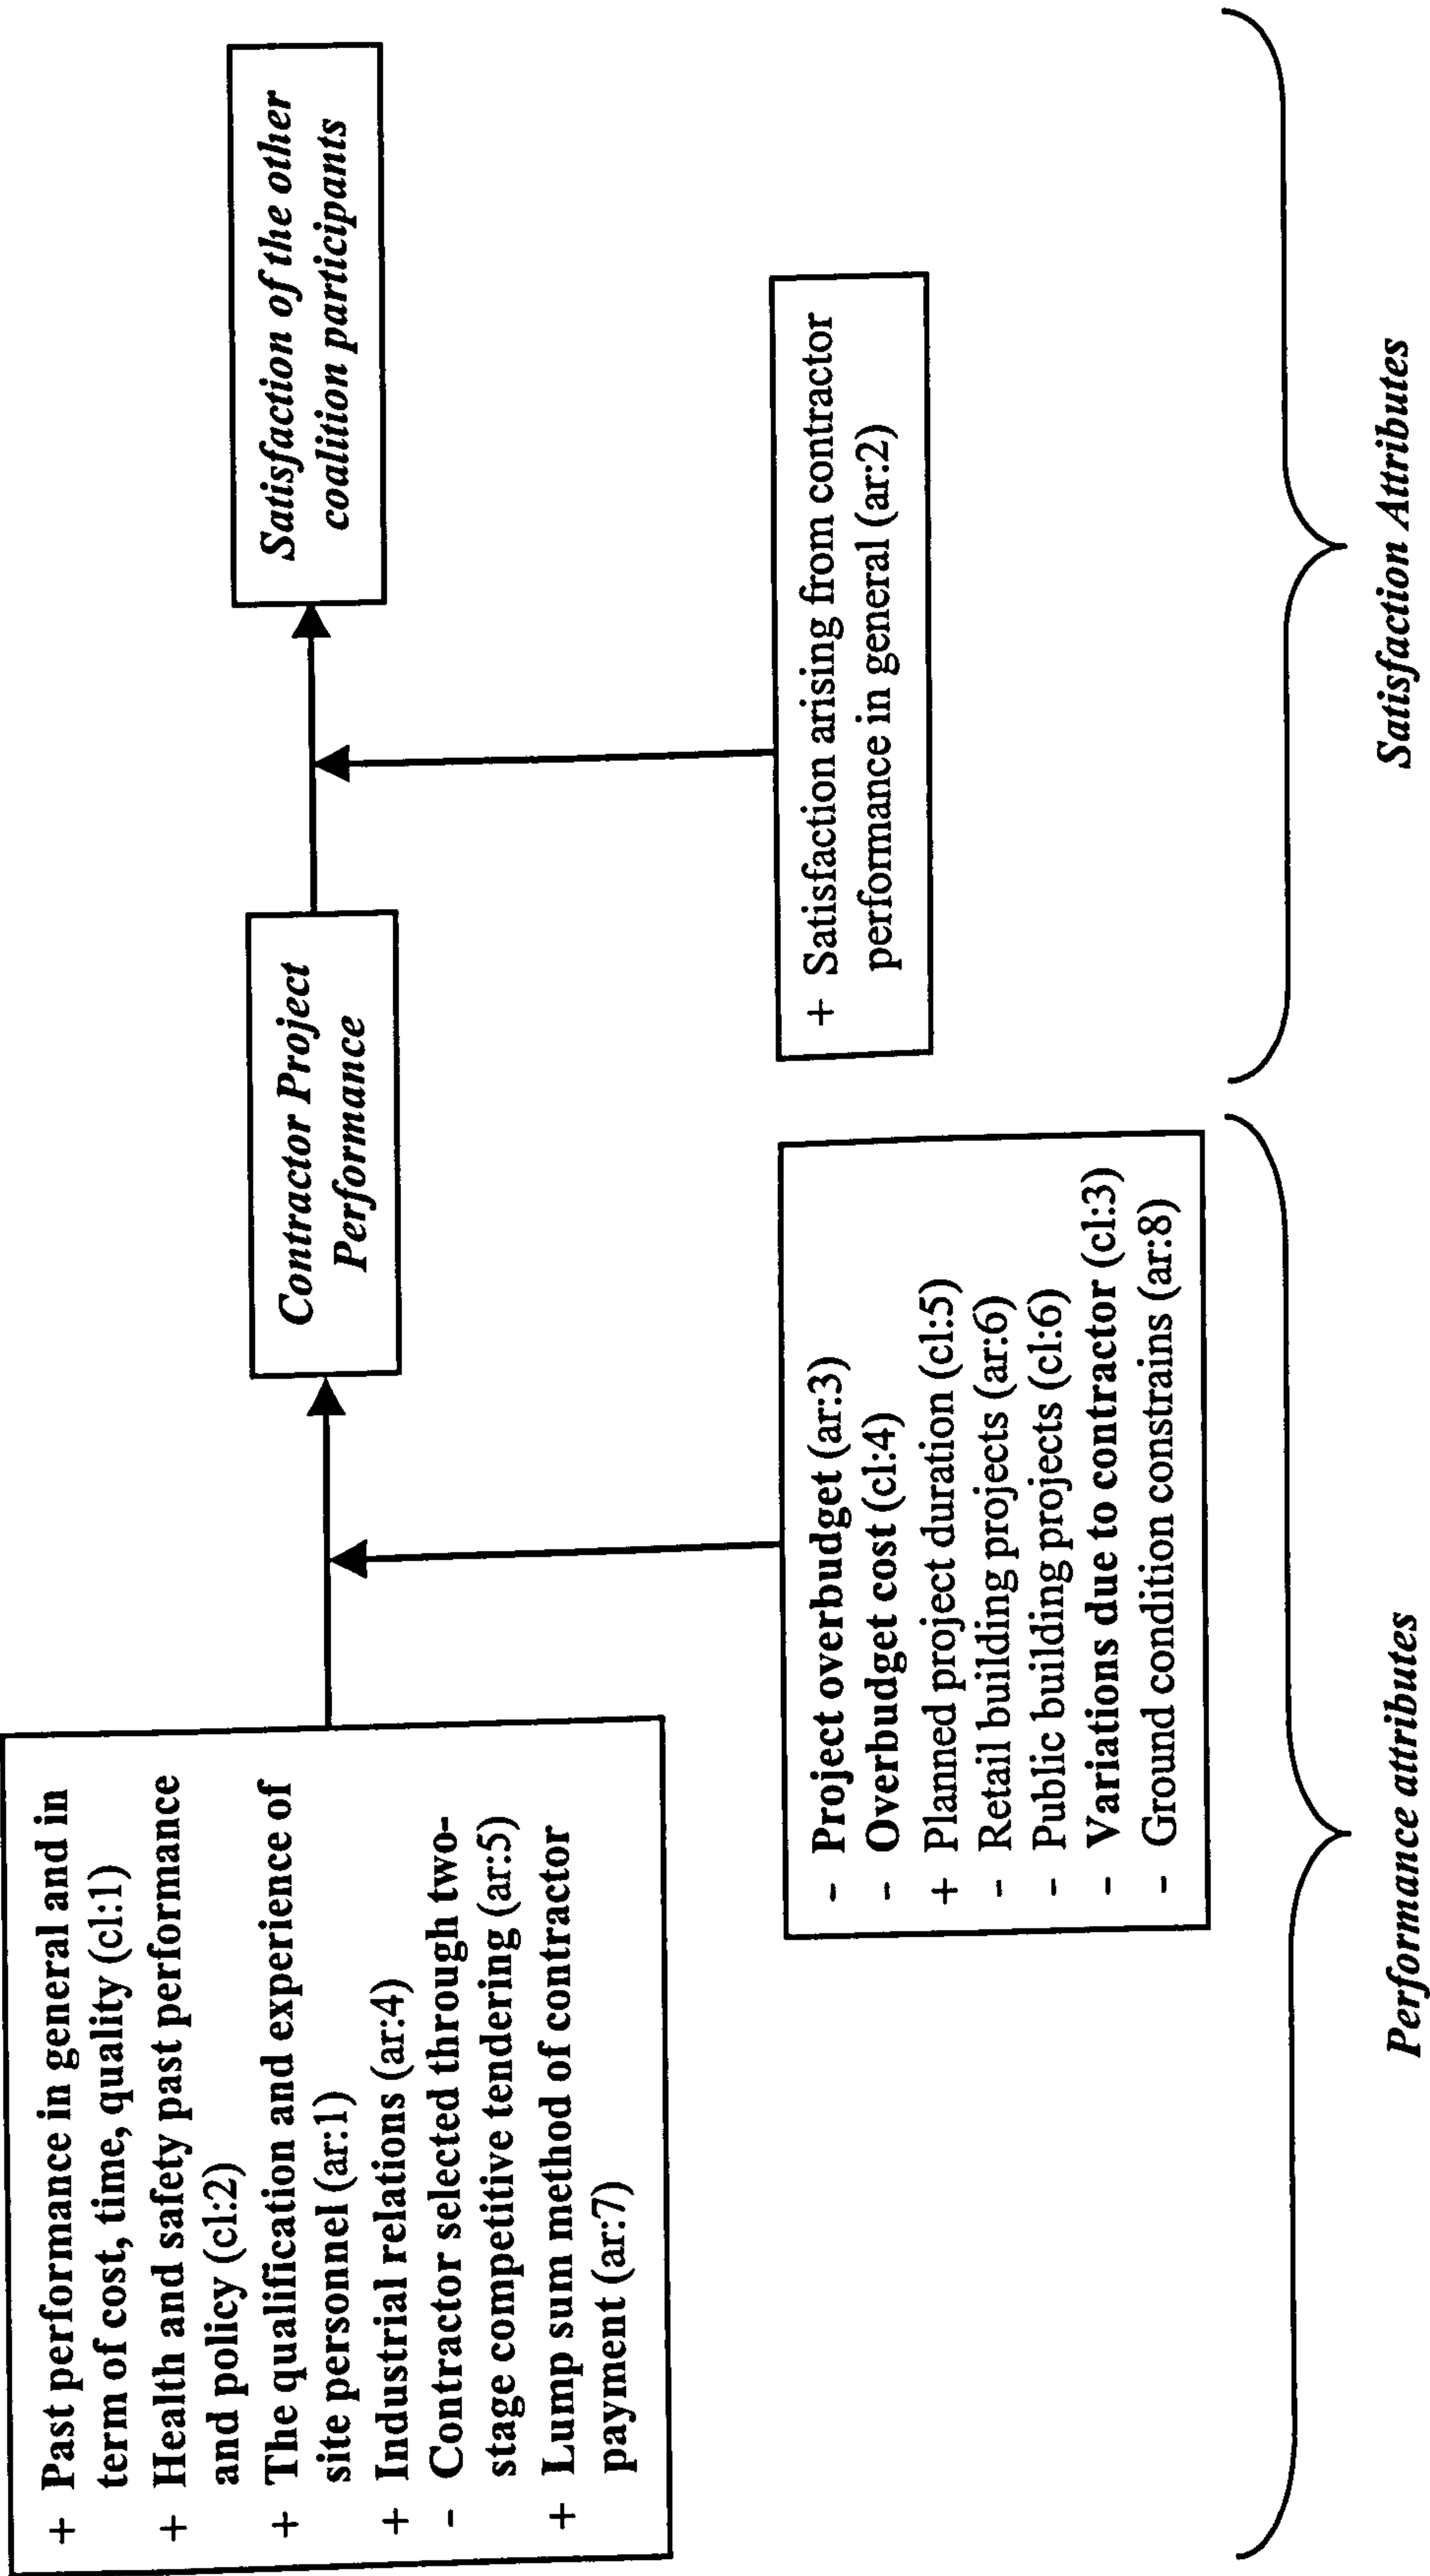 + Past performance in general and in
term of cost, time, quality (cl:1)
+ Health and safety past performance
and policy (cl:2)
+ The qualification and experience of
site personnel (ar:1)
+ Industrial relations (ar:4)
- Contractor selected through two-
stage competitive tendering (ar:5)
+ Lump sum method of contractor
payment (ar:7)
Contractor Project
Performance
Satisfaction of the other
coalition participants
- Project overbudget (ar:3)
- Overbudget cost (cl:4)
+ Planned project duration (cl:5)
- Retail building projects (ar:6)
- Public building projects (cl:6)
- Variations due to contractor (cl:3)
- Ground condition constrains (ar:8)
+ Satisfaction arising from contractor
performance in general (ar:2)
Performance attributes
Satisfaction Attributes